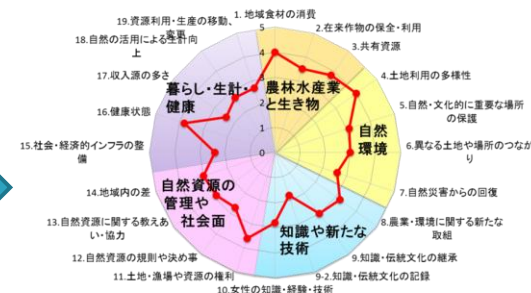 19.資源利用・生産の移動、
変更
1. 地域食材の消費
2.在来作物の保全・利用
3.共有資源
4.土地利用の多様性
5.自然・文化的に重要な場所
の保護
6.異なる土地や場所のつなが
り
7.自然災害からの回復
8.農業・環境に関する新たな
取組
9.知識・伝統文化の継承
9-2.知識・伝統文化の記録
10.女性の知識・経験・技術
11.土地・漁場や資源の権利
12.自然資源の規則や決め事
13.自然資源に関する教えあ
い・協力
14.地域内の差
15.社会・経済的インフラの整
備
16.健康状態
17.収入源の多さ
18.自然の活用による生計向
上
5
4
3
2
1
0
農林水産業
と生き物
自然
環境
知識や新たな
技術
自然資源の
管理や
社会面
暮らし・生計・
健康